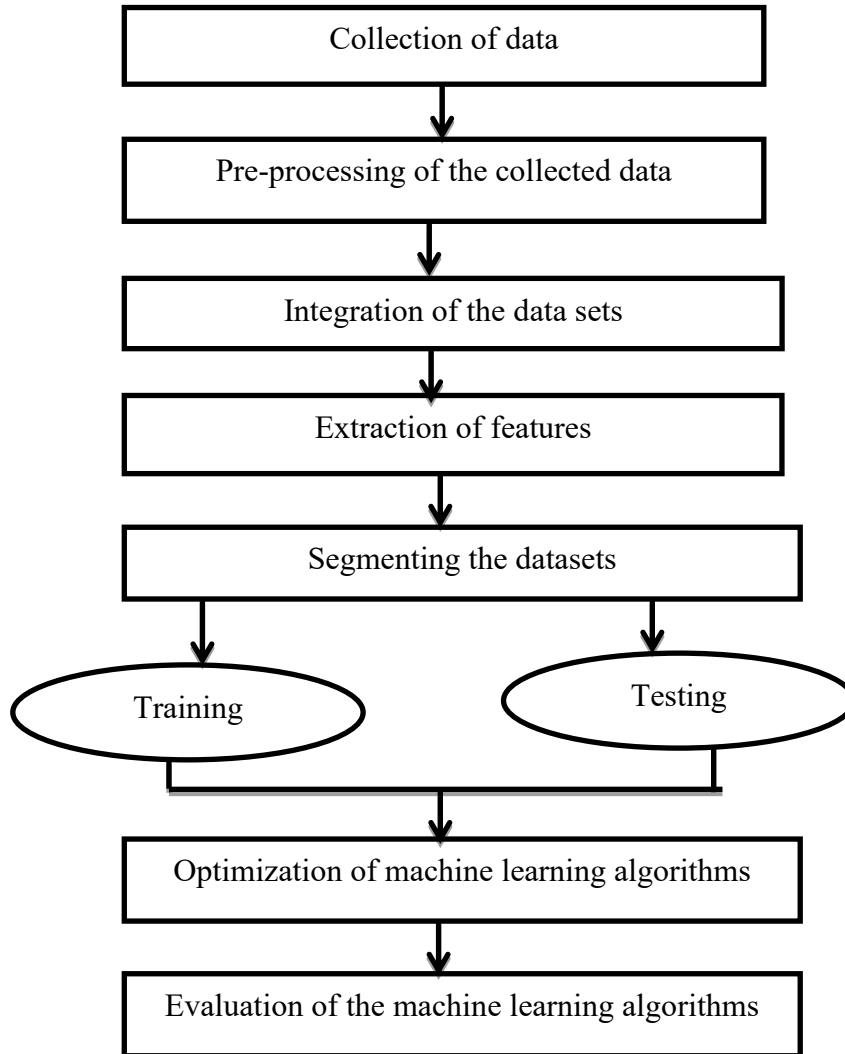 Collection of data
Pre-processing of the collected data
Integration of the data sets
Extraction of features
Segmenting the datasets
Training
Testing
Optimization of machine learning algorithms
Evaluation of the machine learning algorithms